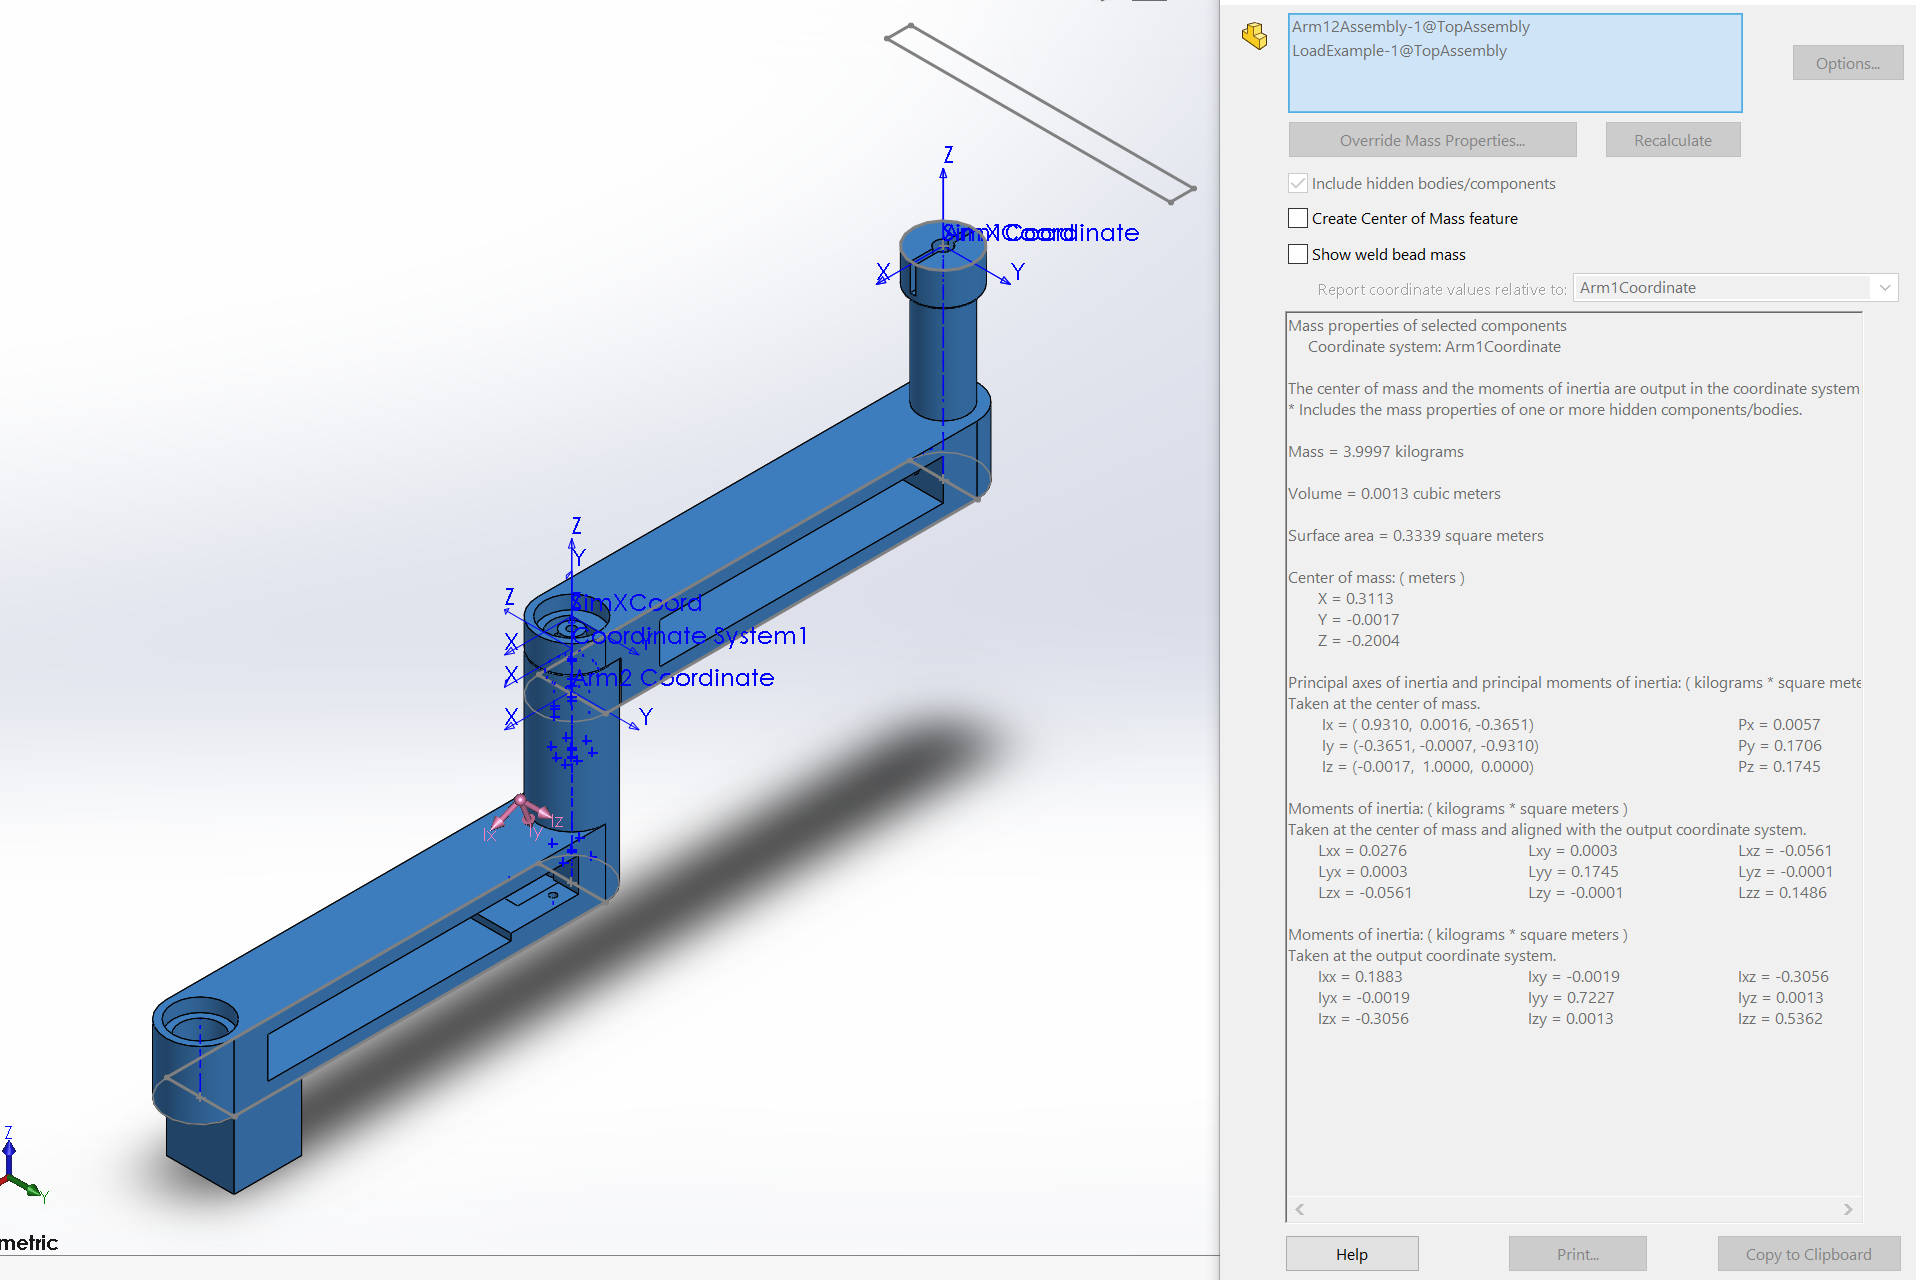 Z
SimXCoord
Arm1Coordinate
X
Y
Z
Y
Z
SimXCoord
X
Coordinate System1
Y
X
Arm2 Coordinate
X
Y
Ix
Iy
Iz
Z
Y
metric
Arm12Assembly-1@TopAssembly
LoadExample-1@TopAssembly
Options...
Override Mass Properties...
Recalculate
Include hidden bodies/components
Create Center of Mass feature
Show weld bead mass
Report coordinate values relative to:
Arm1Coordinate
Mass properties of selected components
Coordinate system: Arm1Coordinate
The center of mass and the moments of inertia are output in the coordinate system
* Includes the mass properties of one or more hidden components/bodies.
Mass = 3.9997 kilograms
Volume = 0.0013 cubic meters
Surface area = 0.3339 square meters
Center of mass: ( meters )
X = 0.3113
Y = -0.0017
Z = -0.2004
Principal axes of inertia and principal moments of inertia: ( kilograms * square mete
Taken at the center of mass.
Ix = ( 0.9310, 0.0016, -0.3651) Px = 0.0057
Iy = (-0.3651, -0.0007, -0.9310) Py = 0.1706
Iz = (-0.0017, 1.0000, 0.0000) Pz = 0.1745
Moments of inertia: ( kilograms * square meters )
Taken at the center of mass and aligned with the output coordinate system.
Lxx = 0.0276 Lxy = 0.0003 Lxz = -0.0561
Lyx = 0.0003 Lyy = 0.1745 Lyz = -0.0001
Lzx = -0.0561 Lzy = -0.0001 Lzz = 0.1486
Moments of inertia: ( kilograms * square meters )
Taken at the output coordinate system.
Ixx = 0.1883 Ixy = -0.0019 Ixz = -0.3056
Iyx = -0.0019 Iyy = 0.7227 Iyz = 0.0013
Izx = -0.3056 Izy = 0.0013 Izz = 0.5362
Help
Print...
Copy to Clipboard